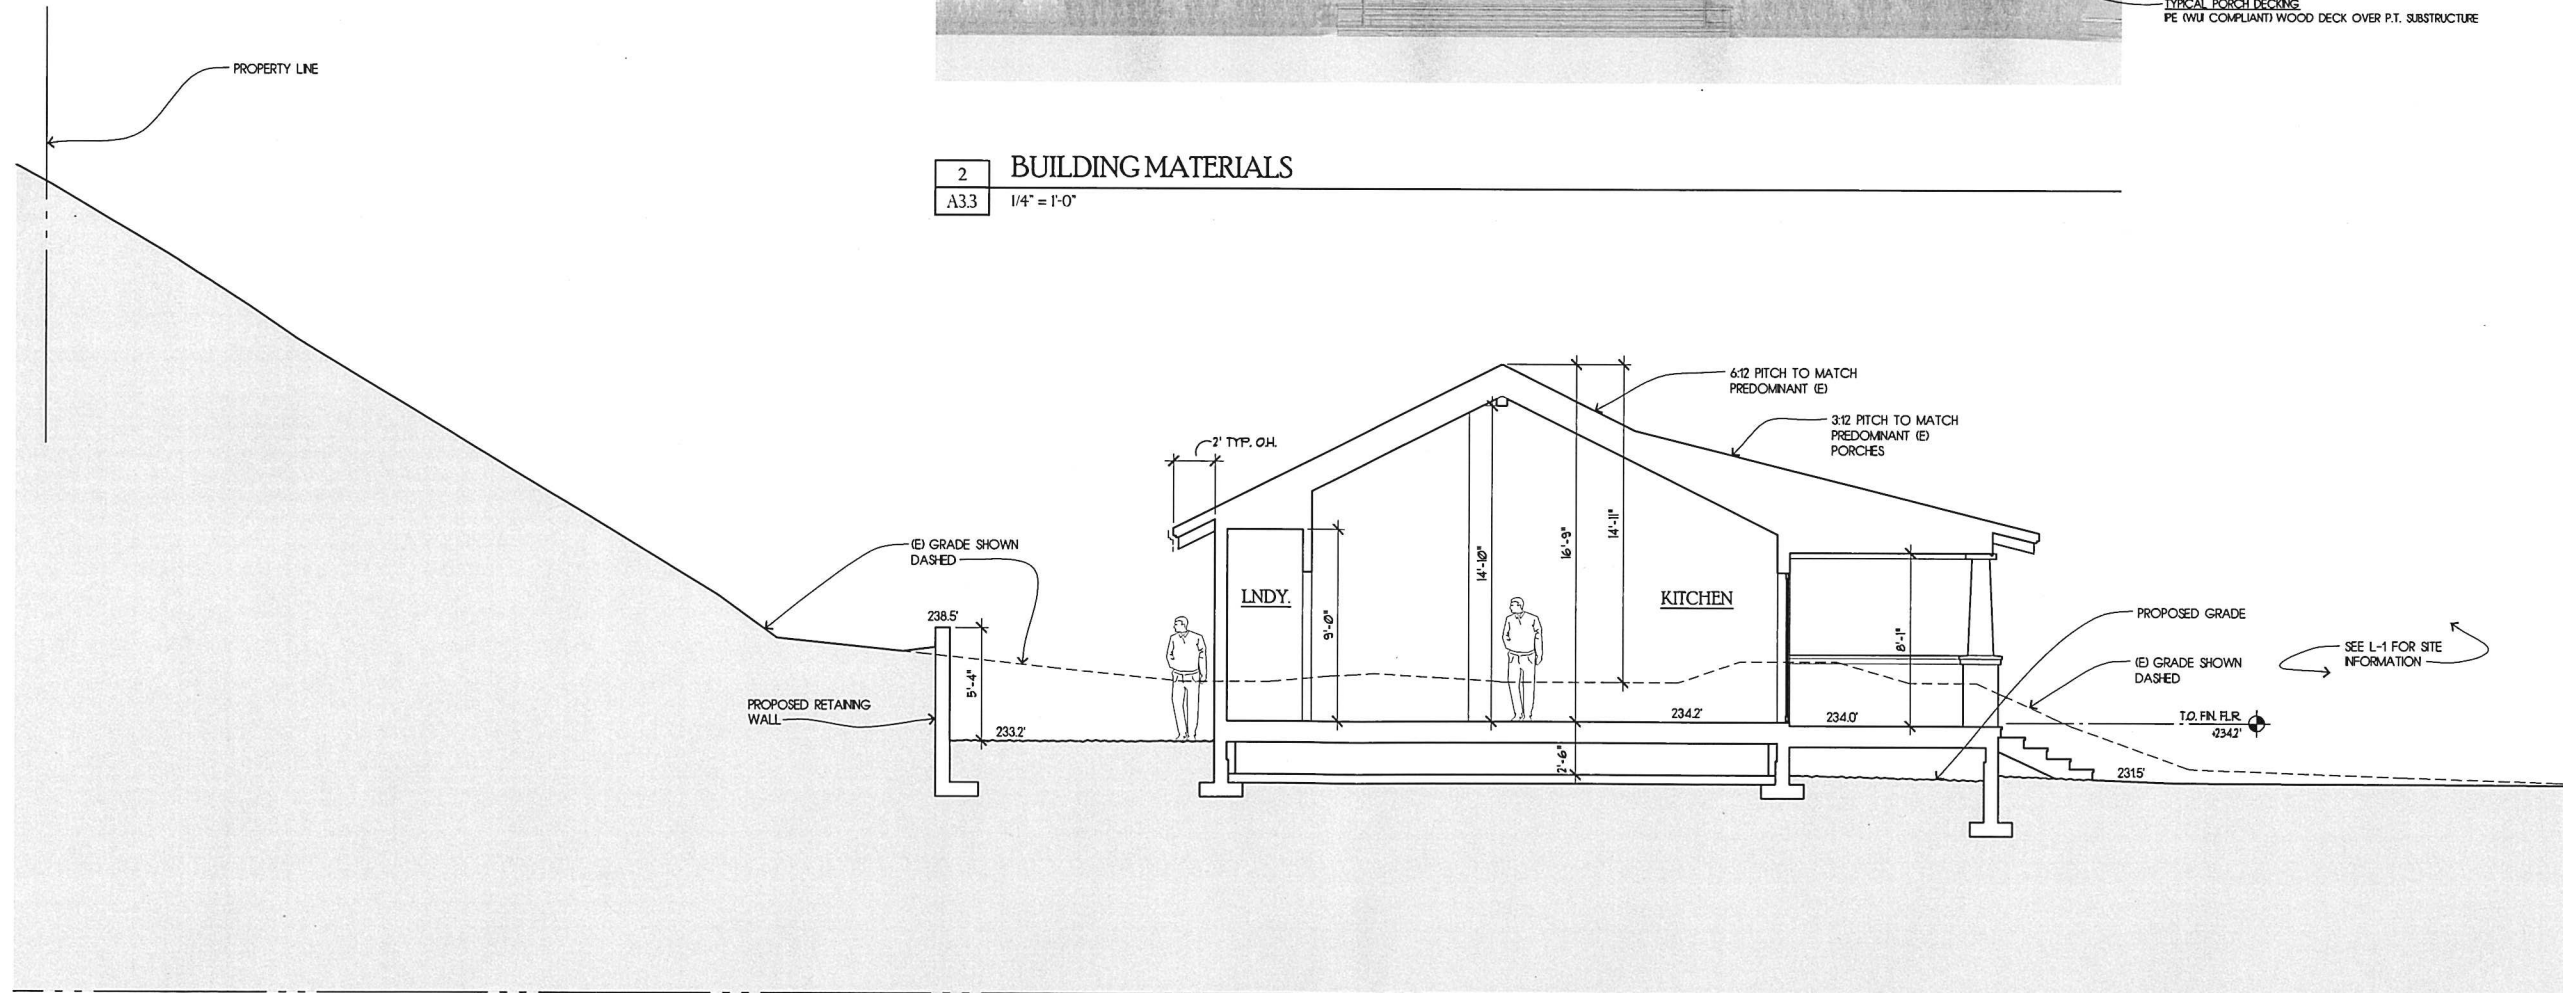 TYPICAL PORCH DECKING
IPE (WUI COMPLIANT) WOOD DECK OVER P.T. SUBSTRUCTURE
PROPERTY LINE
2
A3.3
BUILDING MATERIALS
1/4" = 1'-0"
6:12 PITCH TO MATCH
PREDOMINANT (E)
3:12 PITCH TO MATCH
PREDOMINANT (E)
PORCHES
2' TYP. O.H.
(E) GRADE SHOWN
DASHED
14'-10"
16'-9"
14'-11"
LNDY.
KITCHEN
9'-0"
8'-1"
238.5'
5'-4"
PROPOSED RETAINING
WALL
233.2'
234.2'
234.0'
2'-6"
PROPOSED GRADE
SEE L-1 FOR SITE
INFORMATION
(E) GRADE SHOWN
DASHED
T.O. FIN. FLR.
+234.2'
231.5'